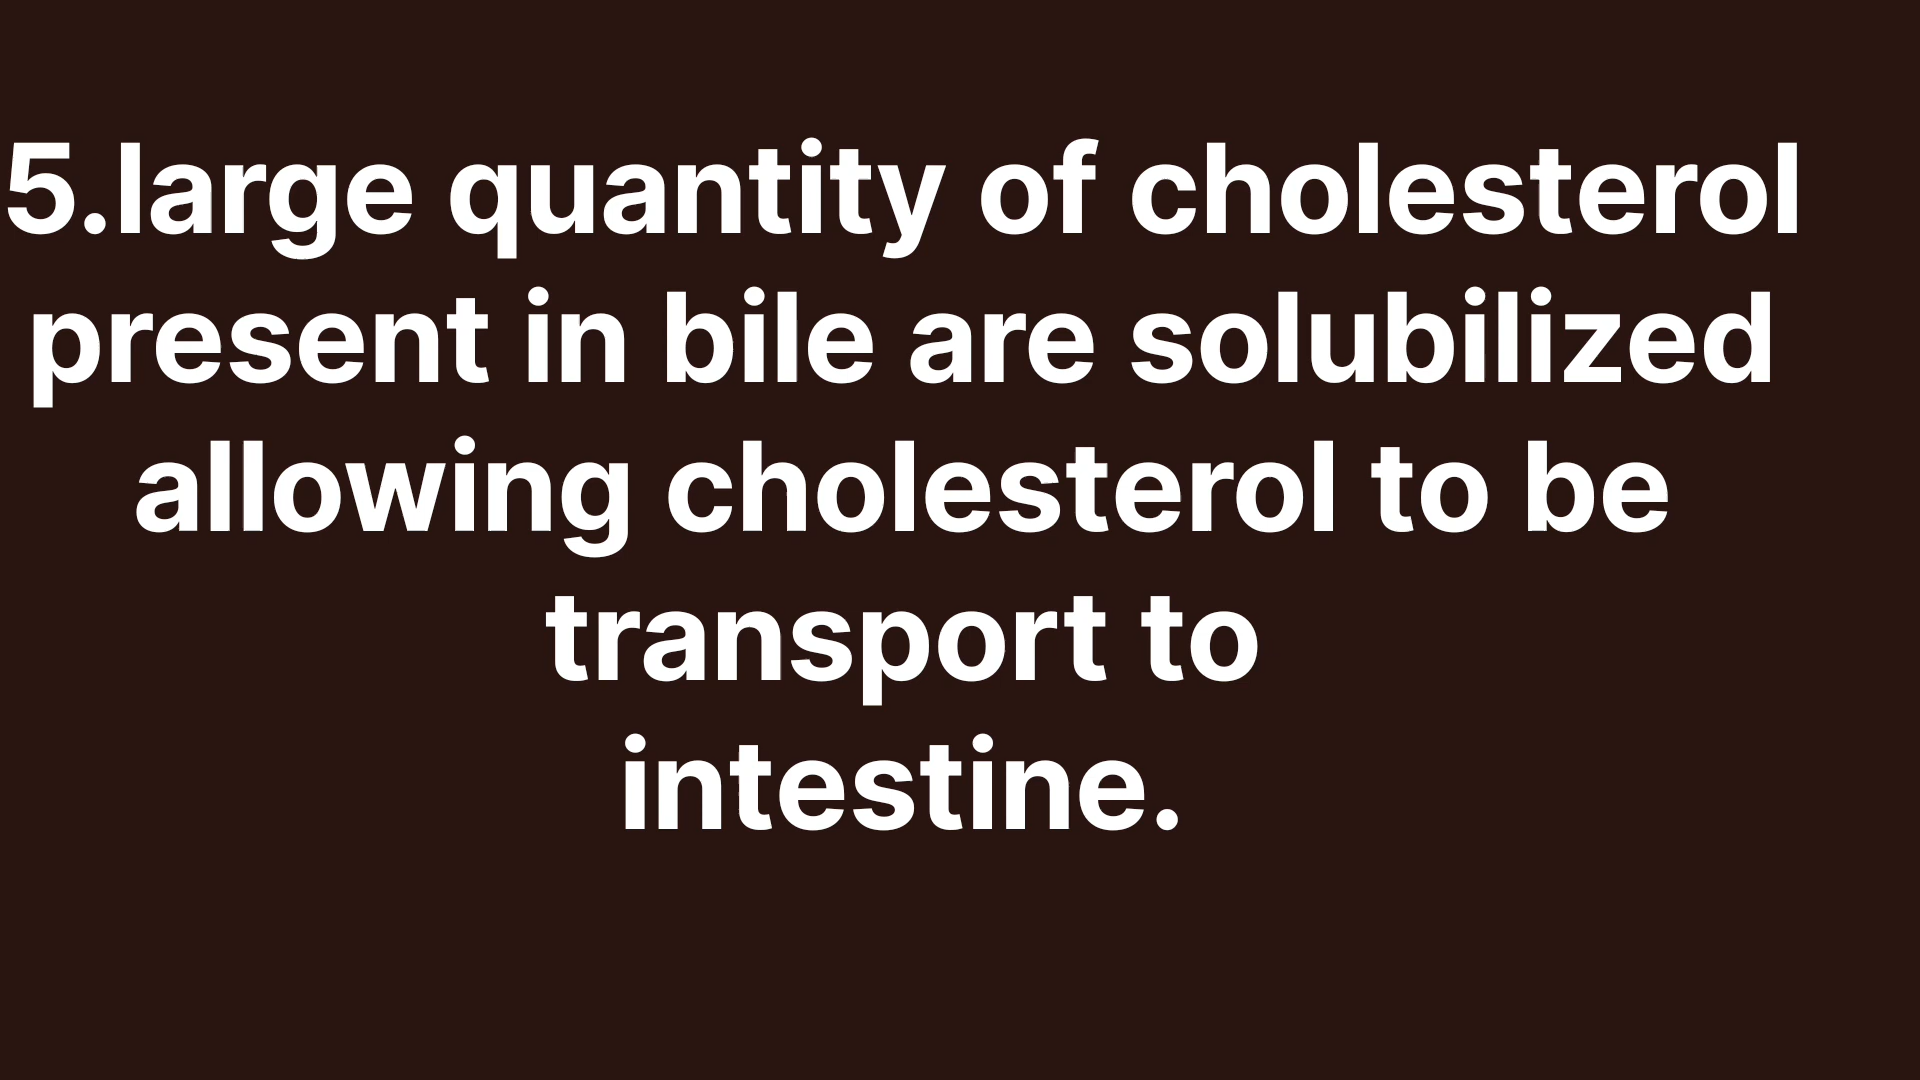 5.large quantity of cholesterol
present in bile are solubilized
allowing cholesterol to be
transport to
intestine.